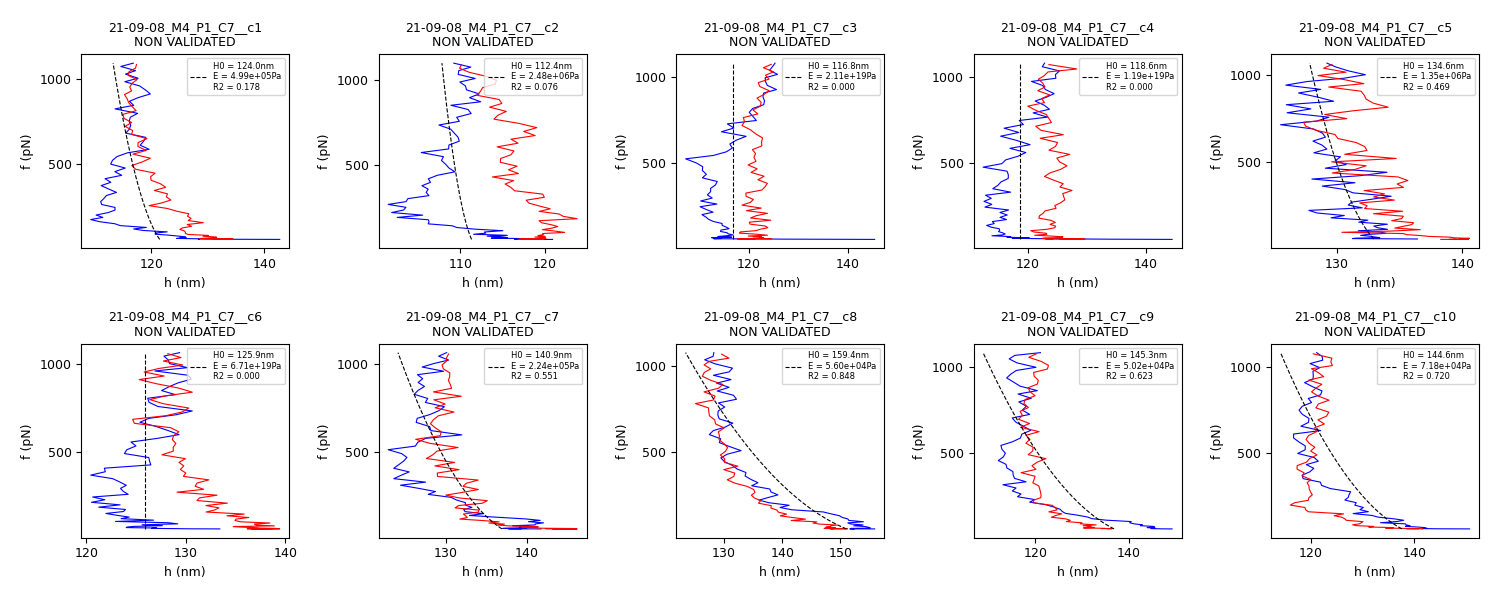 21-09-08_M4_P1_C7__c1
NON VALIDATED
H0 = 124.0nm
E = 4.99e+05Pa
R2 = 0.178
1000
500
f (pN)
120
140
h (nm)
21-09-08_M4_P1_C7__c2
NON VALIDATED
H0 = 112.4nm
E = 2.48e+06Pa
R2 = 0.076
1000
500
f (pN)
110
120
h (nm)
21-09-08_M4_P1_C7__c3
NON VALIDATED
H0 = 116.8nm
E = 2.11e+19Pa
R2 = 0.000
1000
500
f (pN)
120
140
h (nm)
21-09-08_M4_P1_C7__c4
NON VALIDATED
H0 = 118.6nm
E = 1.19e+19Pa
R2 = 0.000
1000
500
f (pN)
120
140
h (nm)
21-09-08_M4_P1_C7__c5
NON VALIDATED
H0 = 134.6nm
E = 1.35e+06Pa
R2 = 0.469
1000
500
f (pN)
130
140
h (nm)
21-09-08_M4_P1_C7__c6
NON VALIDATED
H0 = 125.9nm
E = 6.71e+19Pa
R2 = 0.000
1000
500
f (pN)
120
130
140
h (nm)
21-09-08_M4_P1_C7__c7
NON VALIDATED
H0 = 140.9nm
E = 2.24e+05Pa
R2 = 0.551
1000
500
f (pN)
130
140
h (nm)
21-09-08_M4_P1_C7__c8
NON VALIDATED
H0 = 159.4nm
E = 5.60e+04Pa
R2 = 0.848
1000
500
f (pN)
130
140
150
h (nm)
21-09-08_M4_P1_C7__c9
NON VALIDATED
H0 = 145.3nm
E = 5.02e+04Pa
R2 = 0.623
1000
500
f (pN)
120
140
h (nm)
21-09-08_M4_P1_C7__c10
NON VALIDATED
H0 = 144.6nm
E = 7.18e+04Pa
R2 = 0.720
1000
500
f (pN)
120
140
h (nm)